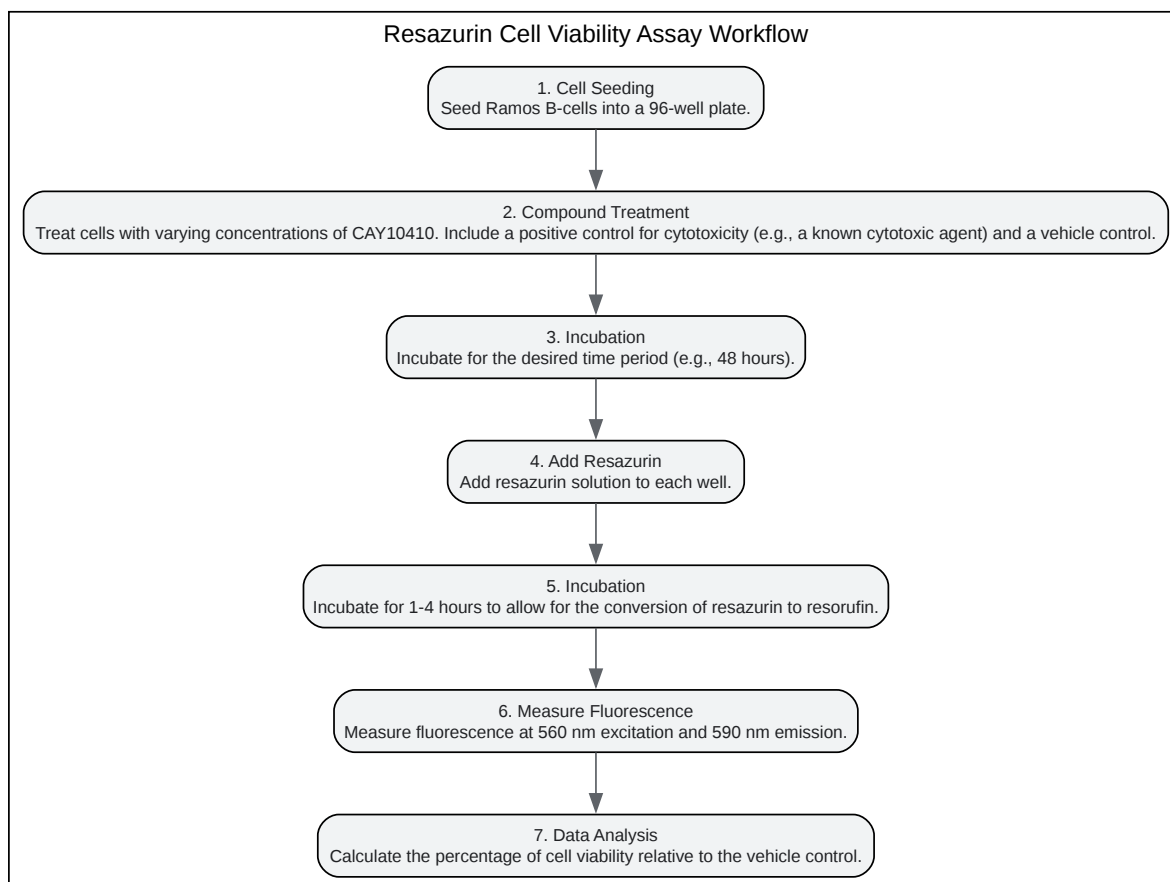 Resazurin Cell Viability Assay Workflow
1. Cell Seeding
Seed Ramos B-cells into a 96-well plate.
2. Compound Treatment
Treat cells with varying concentrations of CAY10410. Include a positive control for cytotoxicity (e.g., a known cytotoxic agent) and a vehicle control.
3. Incubation
Incubate for the desired time period (e.g., 48 hours).
4. Add Resazurin
Add resazurin solution to each well.
5. Incubation
Incubate for 1-4 hours to allow for the conversion of resazurin to resorufin.
6. Measure Fluorescence
Measure fluorescence at 560 nm excitation and 590 nm emission.
7. Data Analysis
Calculate the percentage of cell viability relative to the vehicle control.